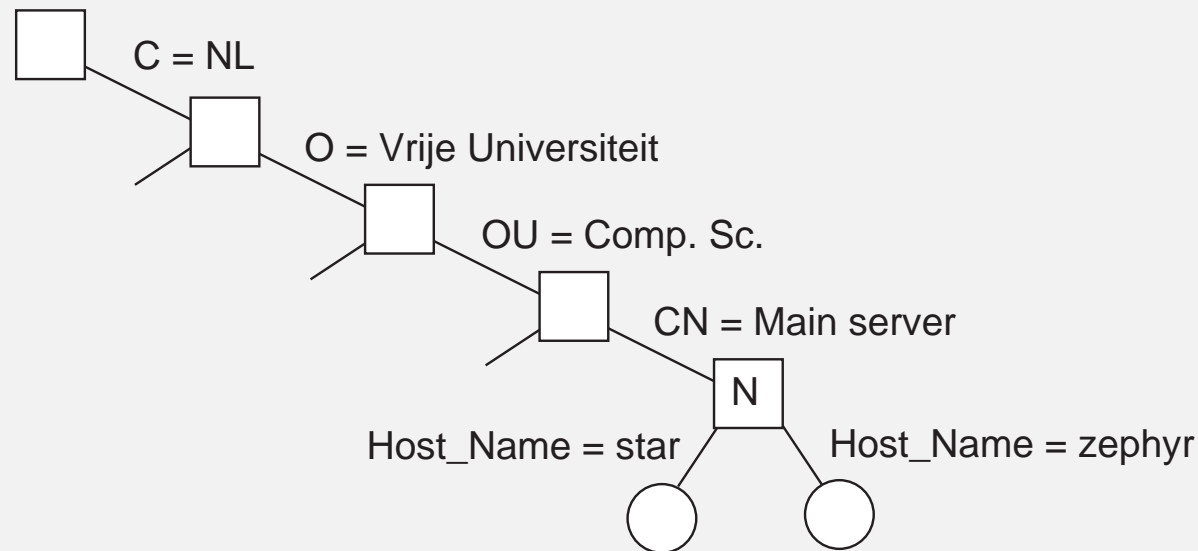 C = NL
O = Vrije Universiteit
OU = Comp. Sc.
CN = Main server
N
Host_Name = star
Host_Name = zephyr